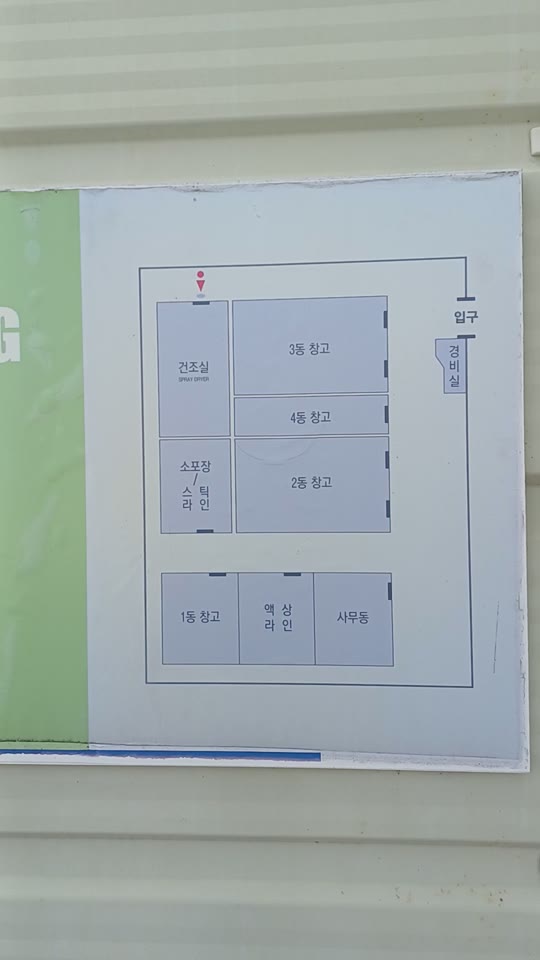 G
입구
경
비
실
건조실
SPRAY DRYER
3동 창고
4동 창고
소포장
/
스 틱
라 인
2동 창고
1동 창고
액 상
라 인
사무동